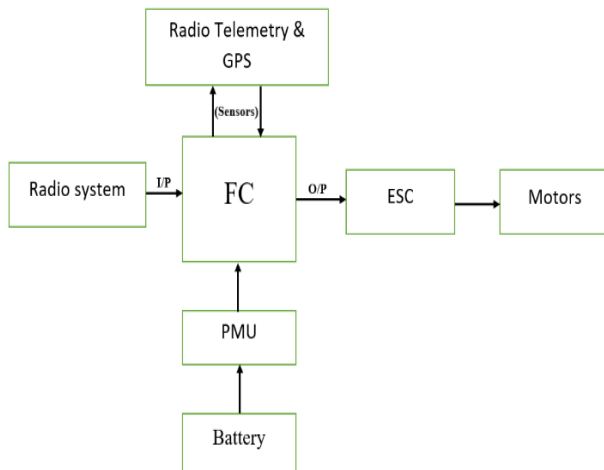 Radio Telemetry &
GPS
(Sensors)
Radio system
I/P
FC
O/P
ESC
Motors
PMU
Battery